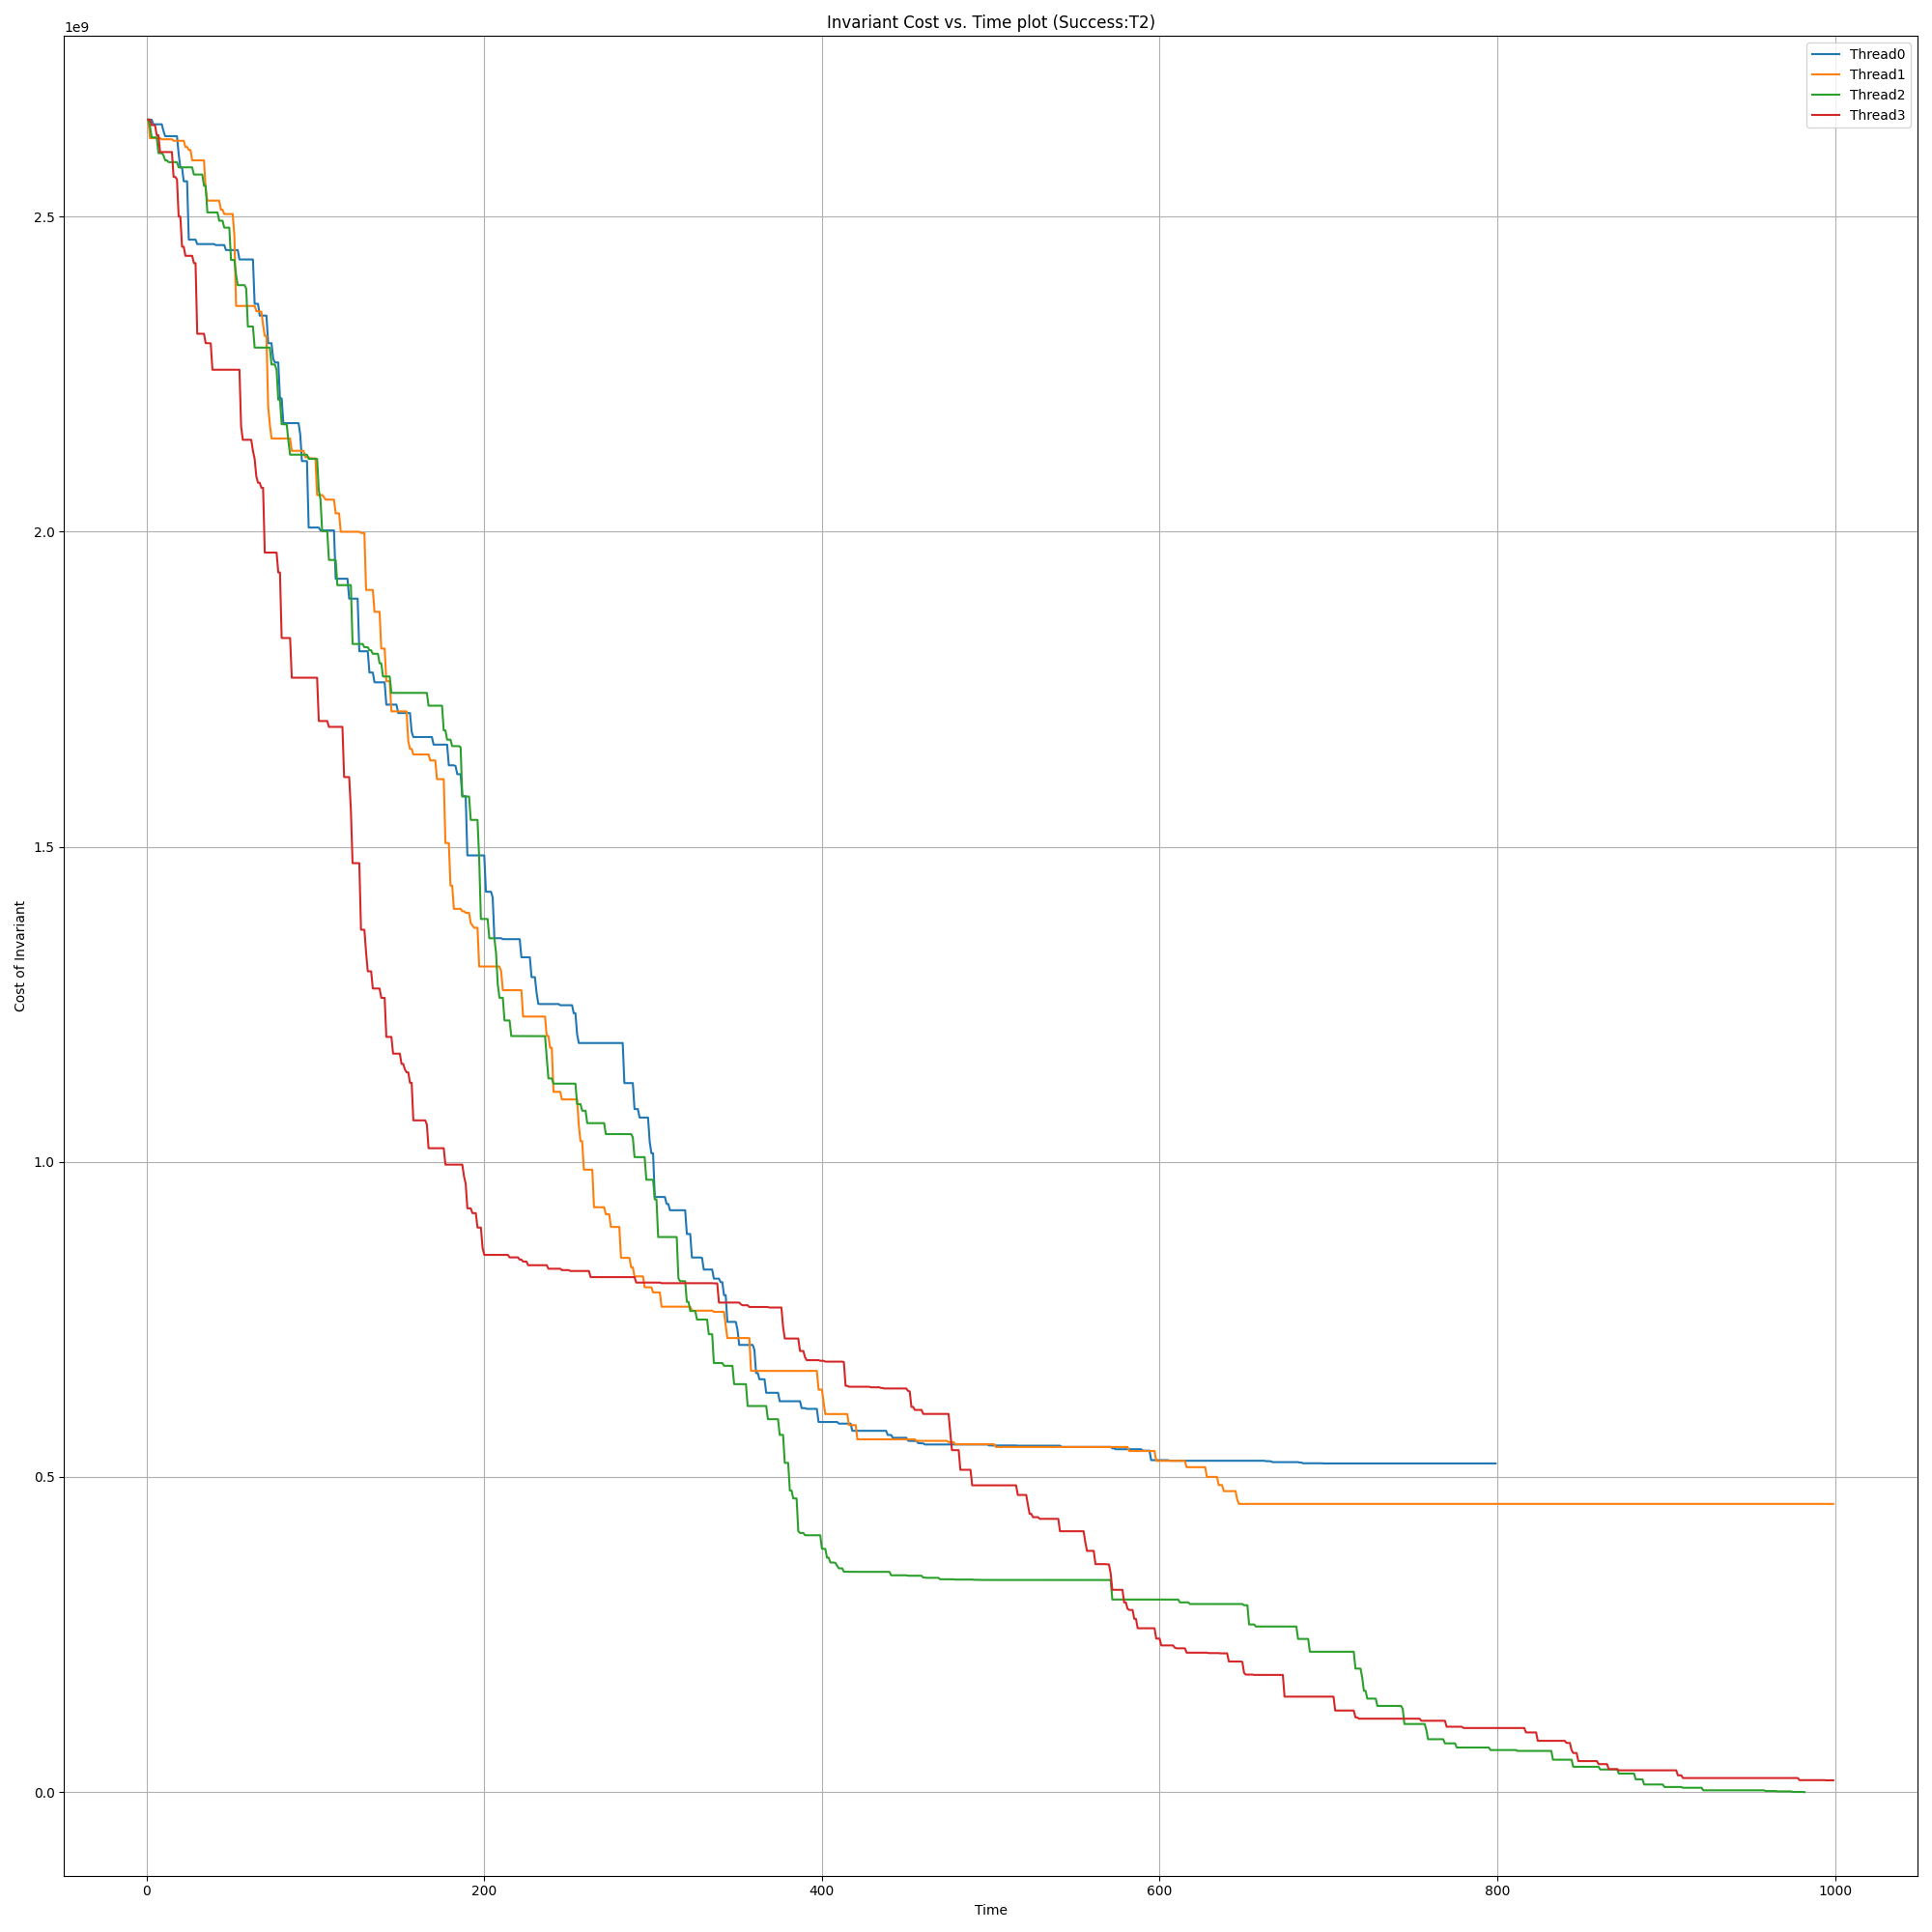 Invariant Cost vs. Time plot (Success:T2)
1e9
Thread0
Thread1
Thread2
Thread3
2.5
2.0
1.5
1.0
0.5
0.0
Cost of Invariant
0 200 400 600 800 1000
Time